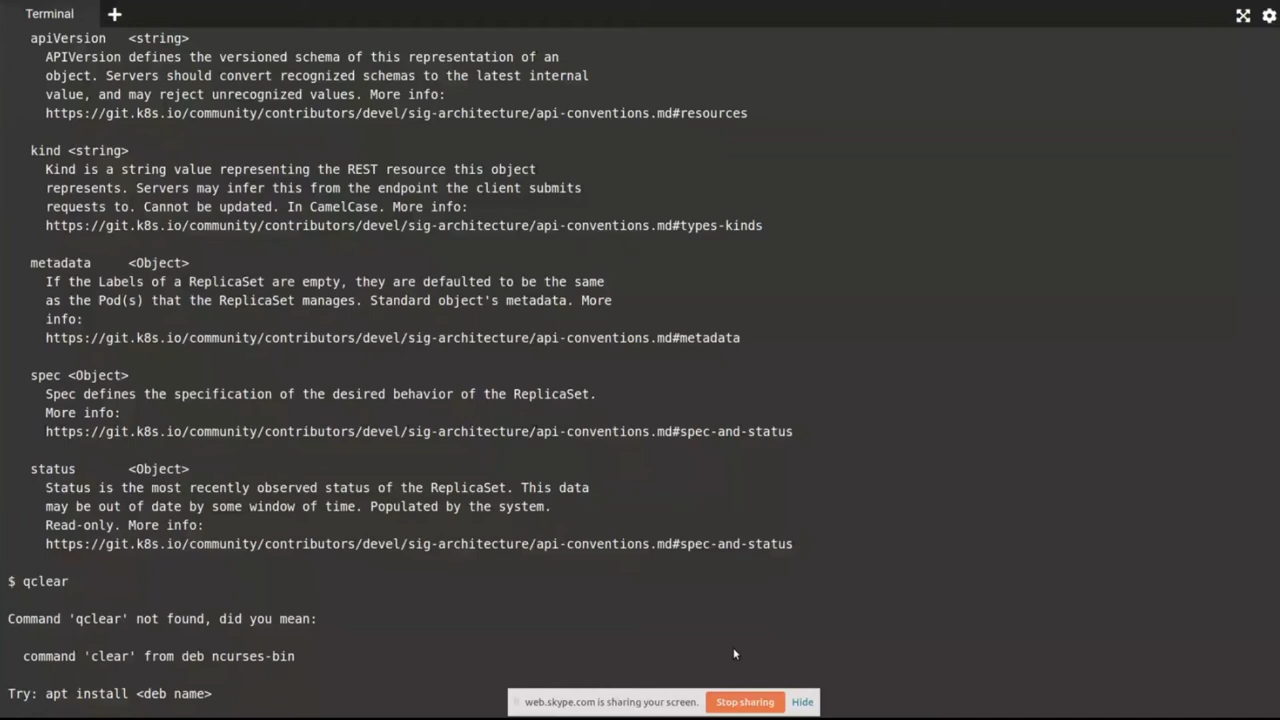 Terminal
apiVersion <string>
APIVersion defines the versioned schema of this representation of an
object. Servers should convert recognized schemas to the latest internal
value, and may reject unrecognized values. More info:
https://git.k8s.io/community/contributors/devel/sig-architecture/api-conventions.md#resources
kind <string>
Kind is a string value representing the REST resource this object
represents. Servers may infer this from the endpoint the client submits
requests to. Cannot be updated. In CamelCase. More info:
https://git.k8s.io/community/contributors/devel/sig-architecture/api-conventions.md#types-kinds
metadata <Object>
If the Labels of a ReplicaSet are empty, they are defaulted to be the same
as the Pod(s) that the ReplicaSet manages. Standard object's metadata. More
info:
https://git.k8s.io/community/contributors/devel/sig-architecture/api-conventions.md#metadata
spec <Object>
Spec defines the specification of the desired behavior of the ReplicaSet.
More info:
https://git.k8s.io/community/contributors/devel/sig-architecture/api-conventions.md#spec-and-status
status <Object>
Status is the most recently observed status of the ReplicaSet. This data
may be out of date by some window of time. Populated by the system.
Read-only. More info:
https://git.k8s.io/community/contributors/devel/sig-architecture/api-conventions.md#spec-and-status
$ qclear
Command 'qclear' not found, did you mean:
command 'clear' from deb ncurses-bin
Try: apt install <deb name>
web.skype.com is sharing your screen. Stop sharing Hide